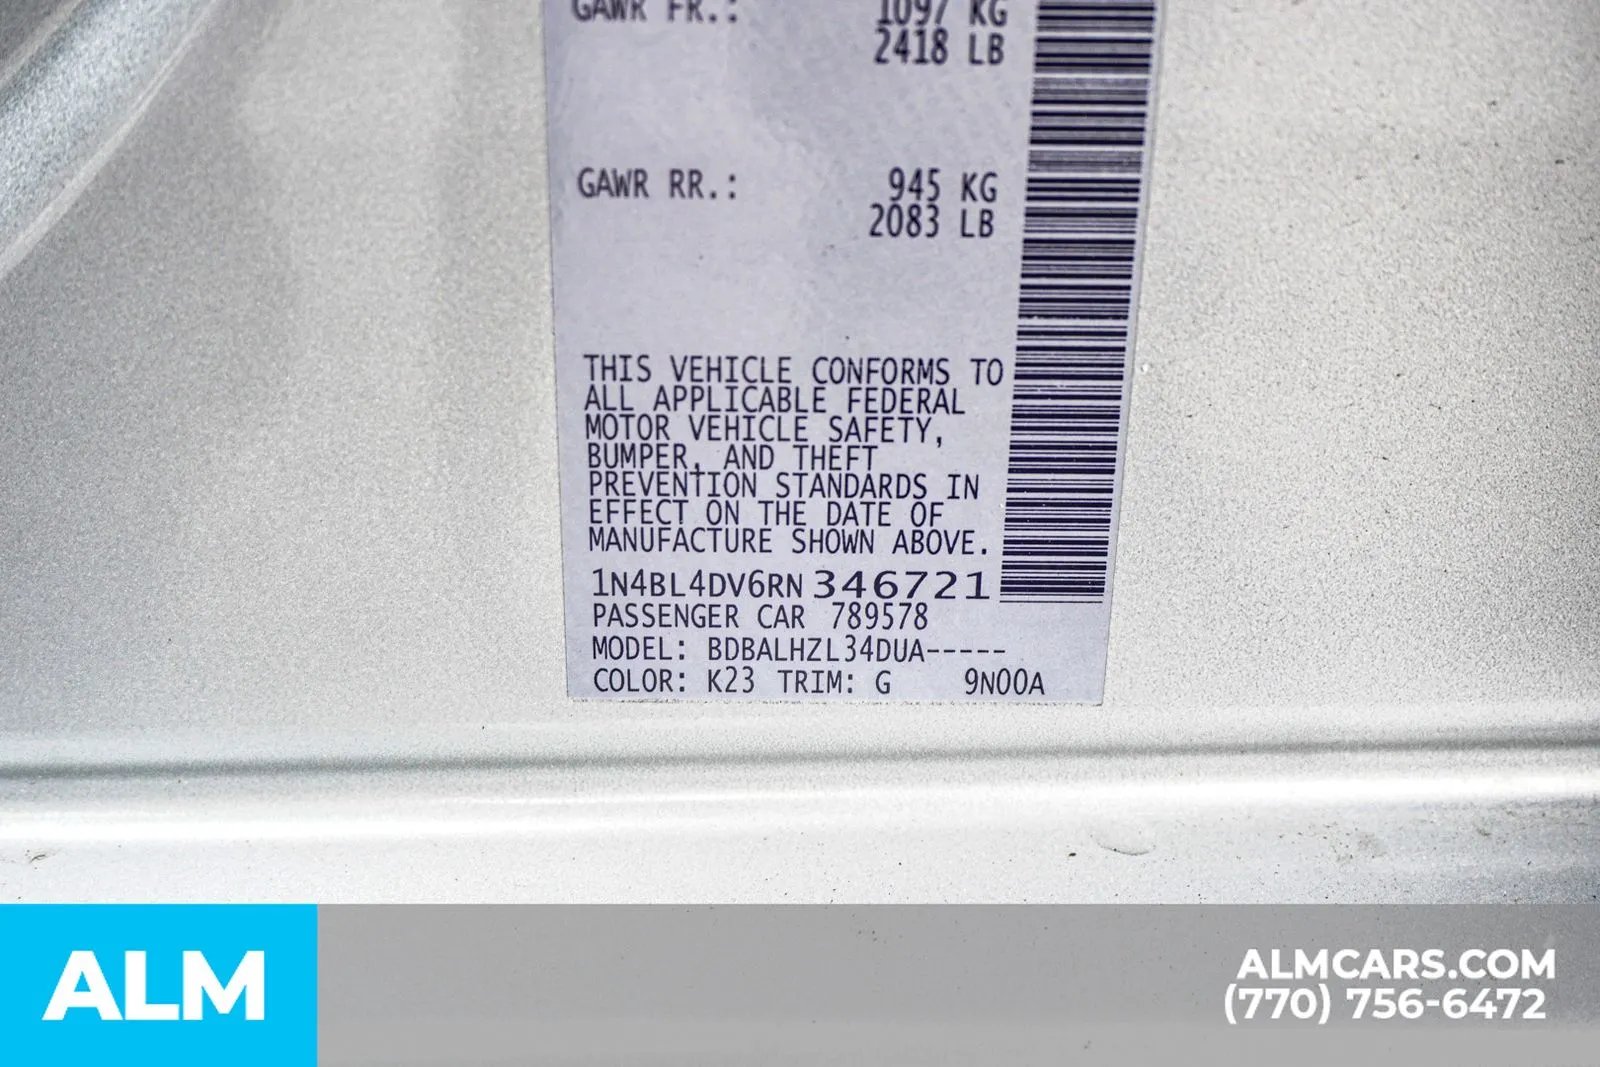 GAWR FR.: 1097 KG
2418 LB
GAWR RR.: 945 KG
2083 LB
THIS VEHICLE CONFORMS TO
ALL APPLICABLE FEDERAL
MOTOR VEHICLE SAFETY,
BUMPER, AND THEFT
PREVENTION STANDARDS IN
EFFECT ON THE DATE OF
MANUFACTURE SHOWN ABOVE.
1N4BL4DV6RN346721
PASSENGER CAR 789578
MODEL: BDBALHZL34DUA-----
COLOR: K23 TRIM: G 9N00A
ALM
ALMCARS.COM
(770) 756-6472